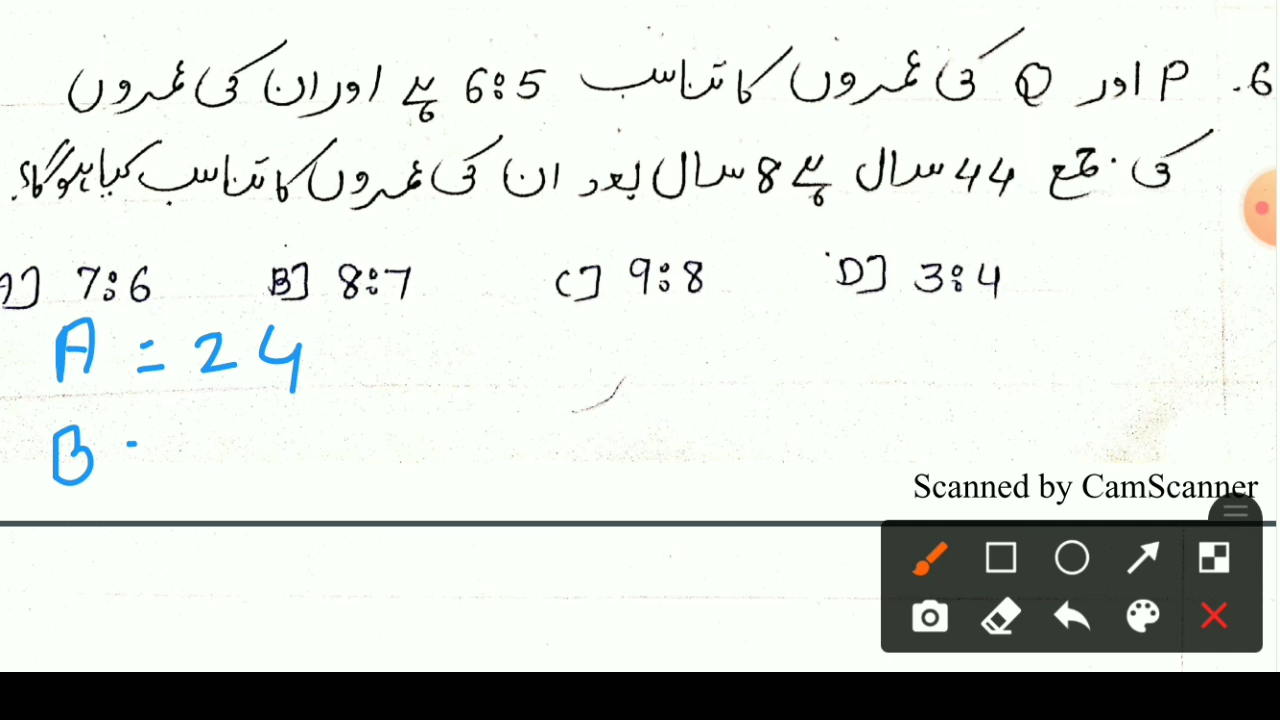 6. P اور Q کی عمروں کا تناسب 6:5 ہے اور ان کی عمروں
کی جمع 44 سال ہے 8 سال بعد ان کی عمروں کا تناسب کیا ہوگا؟
A] 7:6 B] 8:7 C] 9:8 D] 3:4
A = 24
B
Scanned by CamScanner